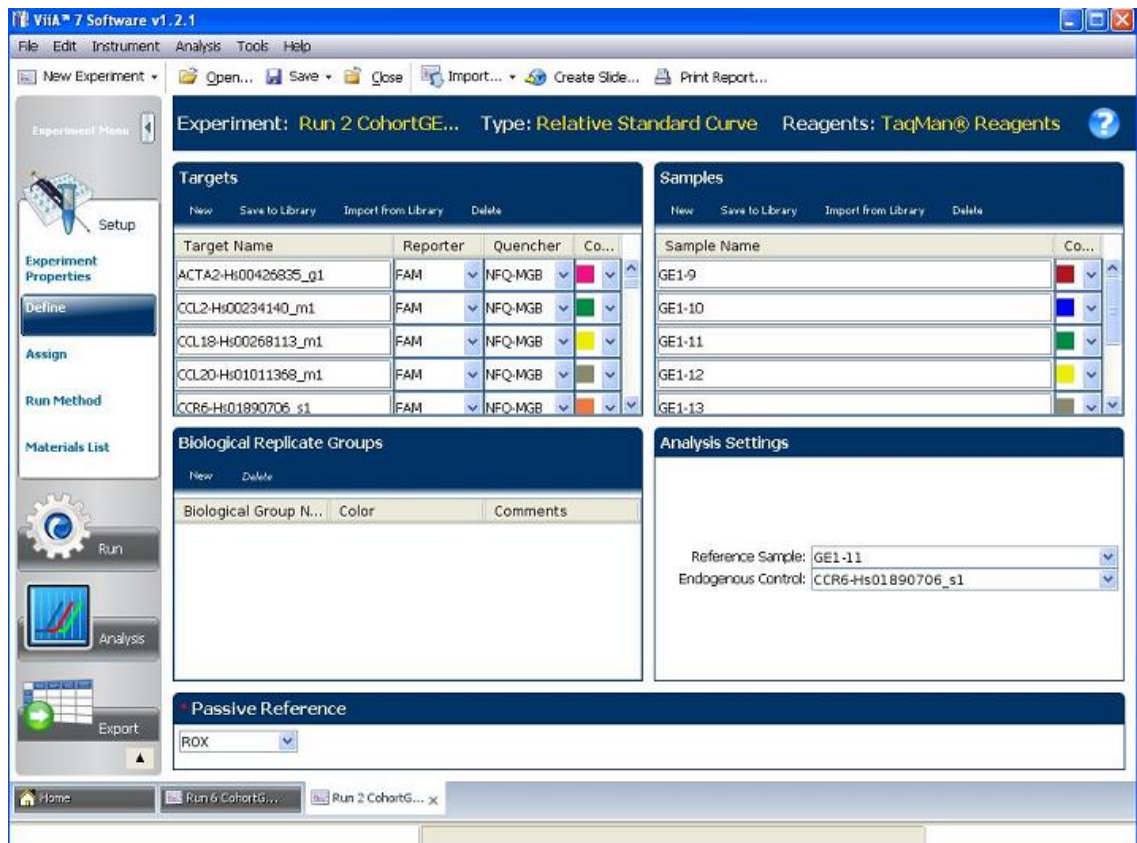 ViiA™ 7 Software v1.2.1
File Edit Instrument Analysis Tools Help
New Experiment Open... Save Close Import... Create Slide... Print Report...
Experiment Menu
Experiment: Run 2 CohortGE... Type: Relative Standard Curve Reagents: TaqMan® Reagents ?
Setup
Experiment Properties
Define
Assign
Run Method
Materials List
Run
Analysis
Export
Targets
New Save to Library Import from Library Delete
Target Name Reporter Quencher Co...
ACTA2-Hs00426835_g1 FAM NFQ-MGB
CCL2-Hs00234140_m1 FAM NFQ-MGB
CCL18-Hs00268113_m1 FAM NFQ-MGB
CCL20-Hs01011368_m1 FAM NFQ-MGB
CCR6-Hs01890706_s1 FAM NFQ-MGB
Samples
New Save to Library Import from Library Delete
Sample Name Co...
GE1-9
GE1-10
GE1-11
GE1-12
GE1-13
Biological Replicate Groups
New Delete
Biological Group N... Color Comments
Analysis Settings
Reference Sample: GE1-11
Endogenous Control: CCR6-Hs01890706_s1
* Passive Reference
ROX
Home Run 6 CohortG... Run 2 CohortG... x